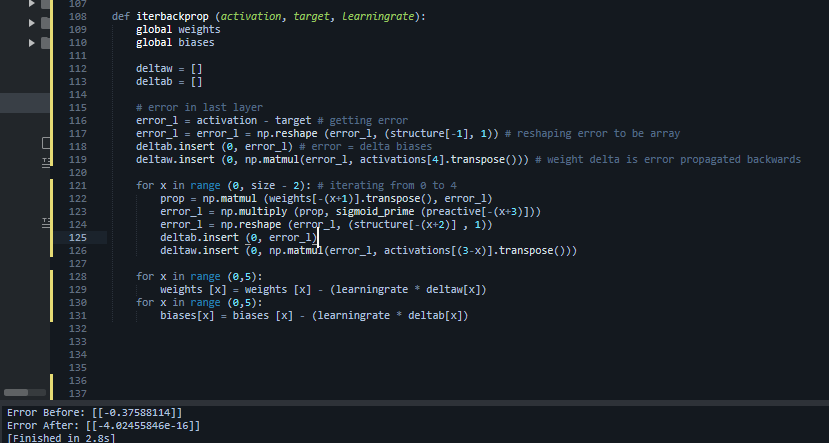 107
108 def iterbackprop (activation, target, learningrate):
109 global weights
110 global biases
111
112 deltaw = []
113 deltab = []
114
115 # error in last layer
116 error_l = activation - target # getting error
117 error_l = error_l = np.reshape (error_l, (structure[-1], 1)) # reshaping error to be array
118 deltab.insert (0, error_l) # error = delta biases
119 deltaw.insert (0, np.matmul(error_l, activations[4].transpose())) # weight delta is error propagated backwards
120
121 for x in range (0, size - 2): # iterating from 0 to 4
122 prop = np.matmul (weights[-(x+1)].transpose(), error_l)
123 error_l = np.multiply (prop, sigmoid_prime (preactive[-(x+3)]))
124 error_l = np.reshape (error_l, (structure[-(x+2)] , 1))
125 deltab.insert (0, error_l)
126 deltaw.insert (0, np.matmul(error_l, activations[(3-x)].transpose()))
127
128 for x in range (0,5):
129 weights [x] = weights [x] - (learningrate * deltaw[x])
130 for x in range (0,5):
131 biases[x] = biases [x] - (learningrate * deltab[x])
132
133
134
135
136
137
Error Before: [[-0.37588114]]
Error After: [[-4.02455846e-16]]
[Finished in 2.8s]